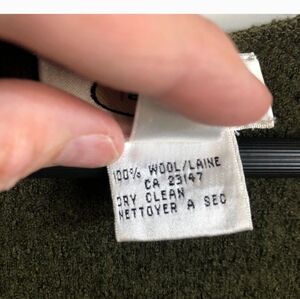 100% WOOL/LAINE
CA 23147
DRY CLEAN
NETTOYER A SEC